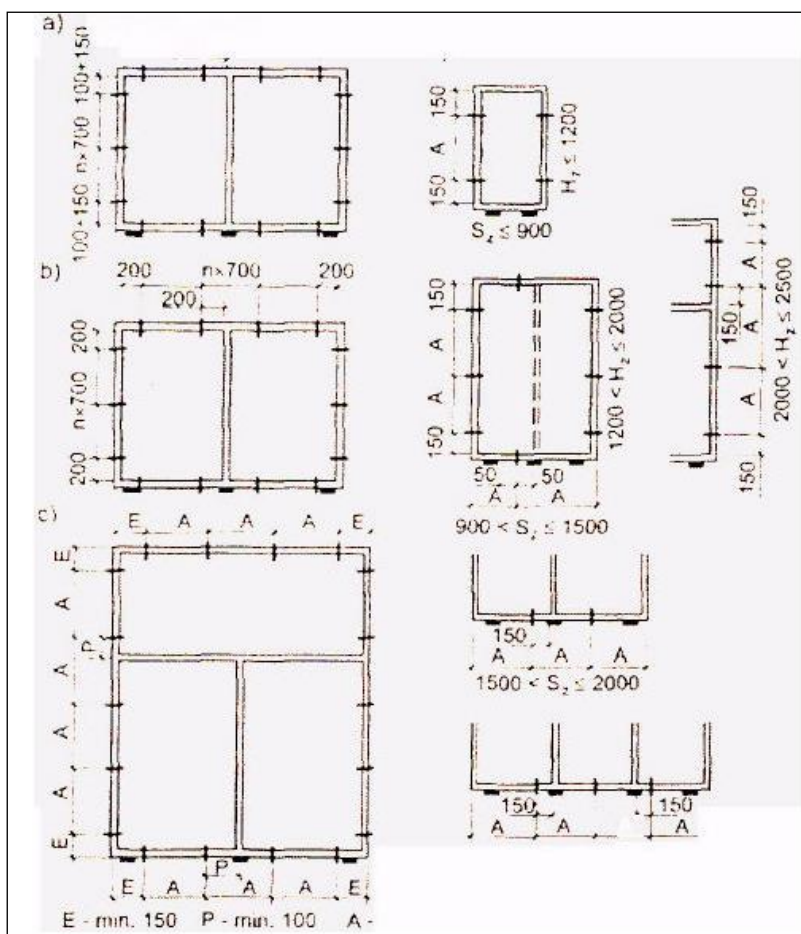 a)
100+150
n×700
100+150
150
A
150
H_z ≤ 1200
S_z ≤ 900
150
A
150
A
A
150
2000 < H_z ≤ 2500
b)
200 n×700 200
200
200
n×700
200
150
A
A
150
1200 < H_z ≤ 2000
50 50
A A
900 < S_z ≤ 1500
c)
E A A A E
E
A
P
A
A
A
E
P
E A A A E
150
A A A
1500 < S_z ≤ 2000
150 150
A A A
E - min. 150 P - min. 100 A -